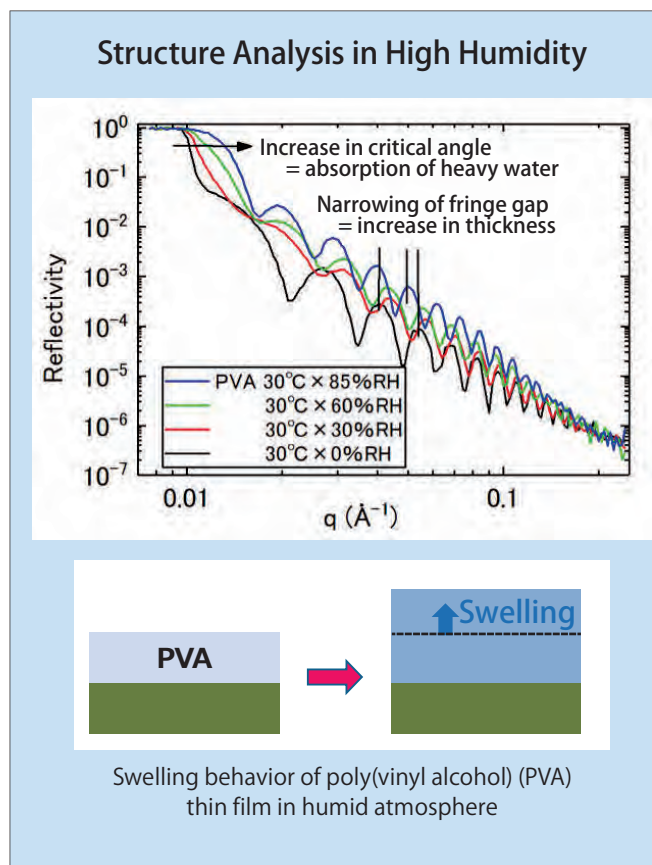 Structure Analysis in High Humidity
10⁰
10⁻¹
10⁻²
10⁻³
10⁻⁴
10⁻⁵
10⁻⁶
10⁻⁷
Reflectivity
Increase in critical angle
= absorption of heavy water
Narrowing of fringe gap
= increase in thickness
PVA 30°C × 85%RH
30°C × 60%RH
30°C × 30%RH
30°C × 0%RH
0.01
0.1
q (Å⁻¹)
PVA
Swelling
Swelling behavior of poly(vinyl alcohol) (PVA)
thin film in humid atmosphere